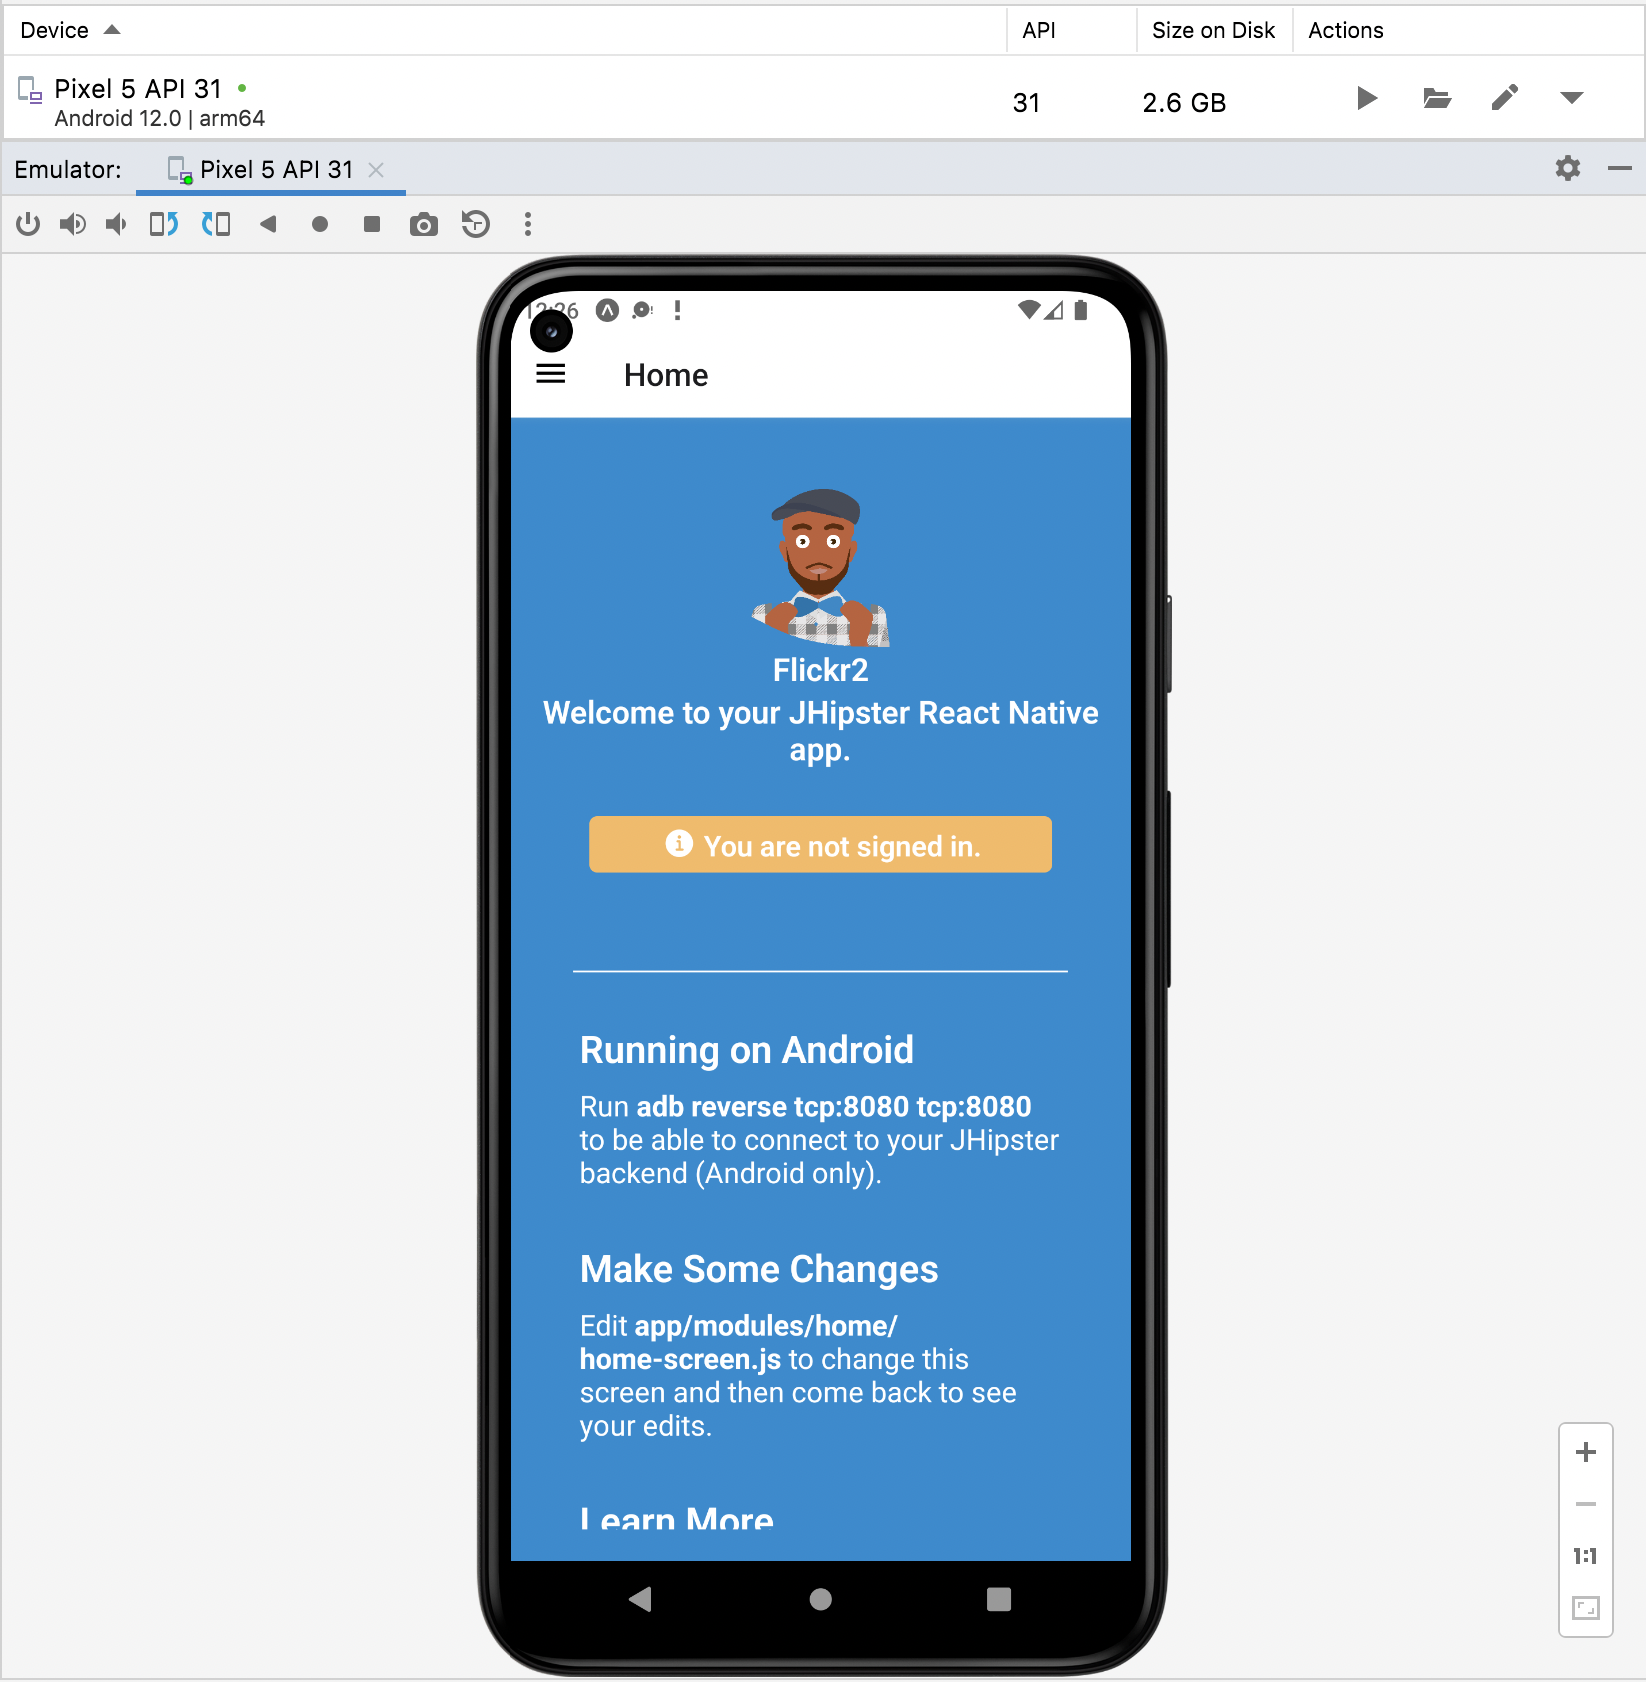 Device API Size on Disk Actions
Pixel 5 API 31
Android 12.0 | arm64
31 2.6 GB
Emulator: Pixel 5 API 31
12:26
Home
Flickr2
Welcome to your JHipster React Native
app.
You are not signed in.
Running on Android
Run adb reverse tcp:8080 tcp:8080
to be able to connect to your JHipster
backend (Android only).
Make Some Changes
Edit app/modules/home/
home-screen.js to change this
screen and then come back to see
your edits.
Learn More
1:1